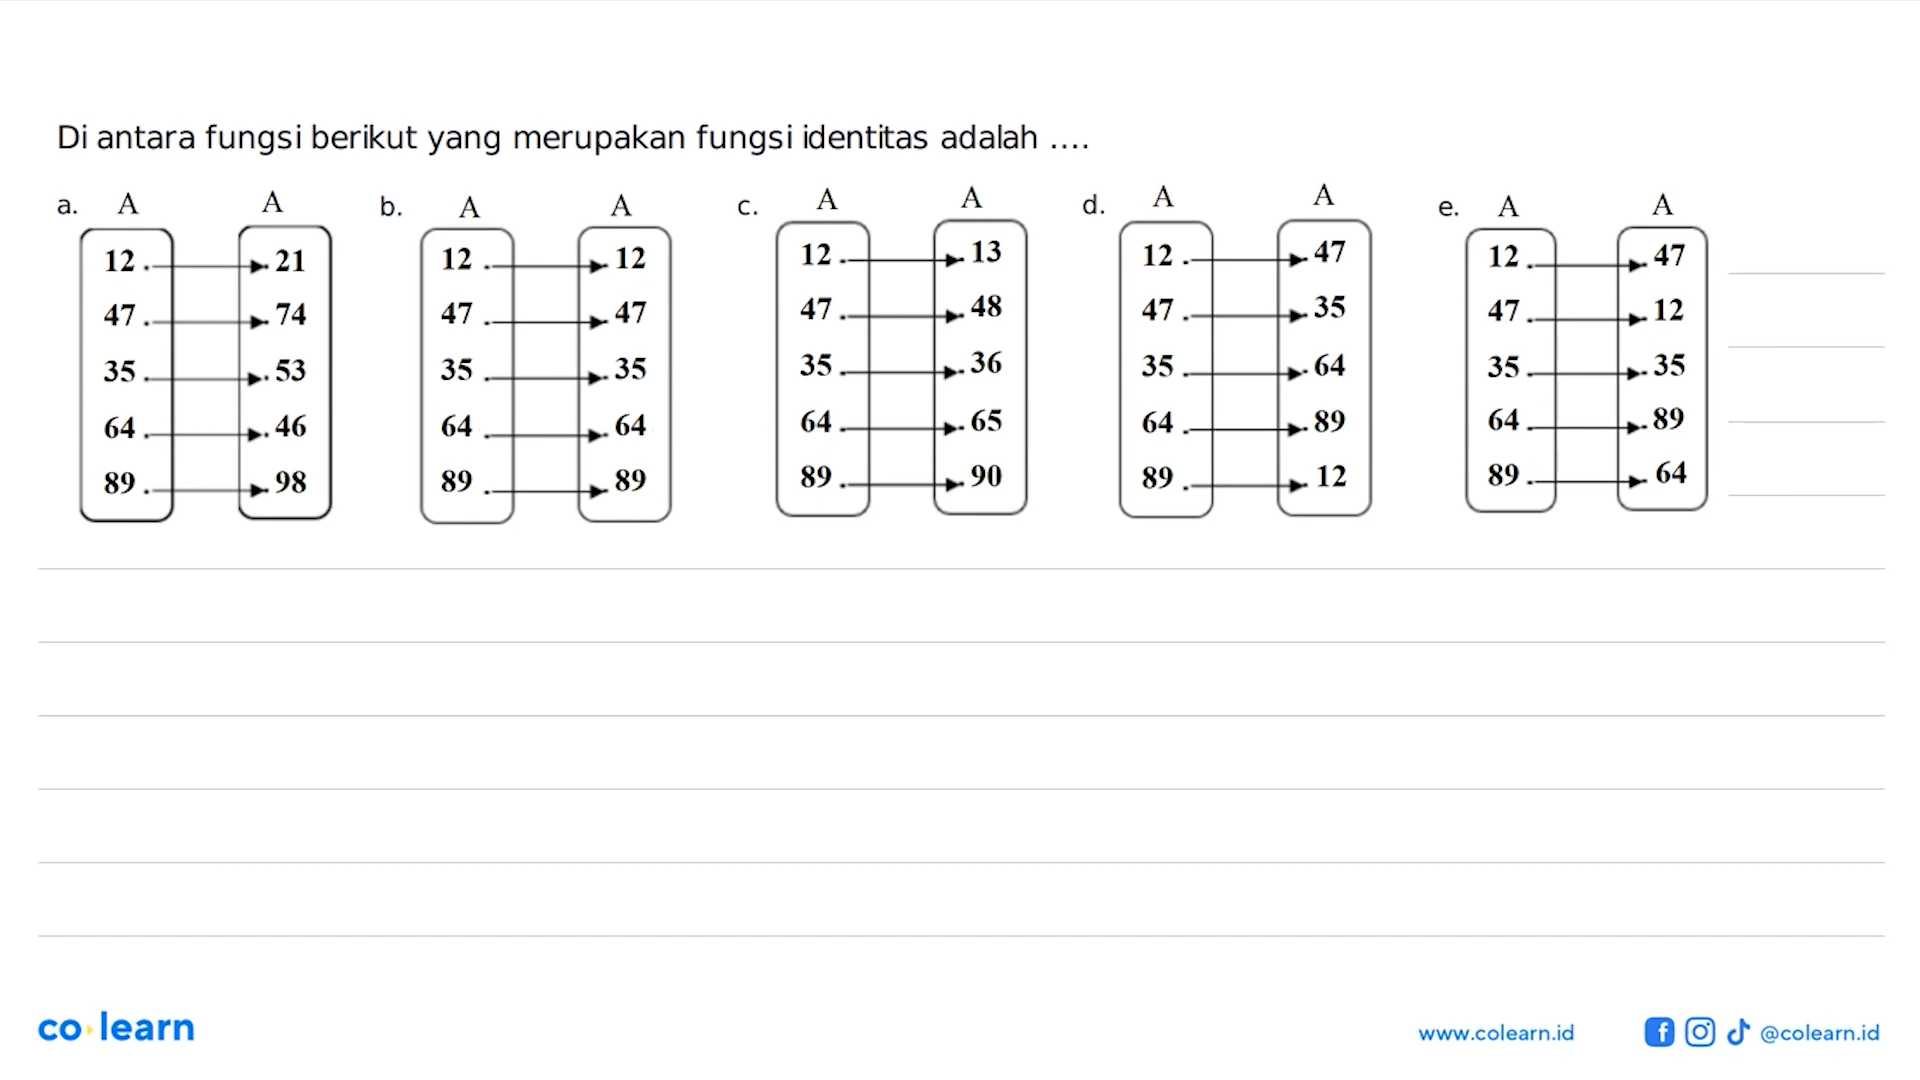 Di antara fungsi berikut yang merupakan fungsi identitas adalah ....
a. A A b. A A c. A A d. A A e. A A
12 . . 21 12 . . 12 12 . . 13 12 . . 47 12 . . 47
47 . . 74 47 . . 47 47 . . 48 47 . . 35 47 . . 12
35 . . 53 35 . . 35 35 . . 36 35 . . 64 35 . . 35
64 . . 46 64 . . 64 64 . . 65 64 . . 89 64 . . 89
89 . . 98 89 . . 89 89 . . 90 89 . . 12 89 . . 64
co learn www.colearn.id @colearn.id